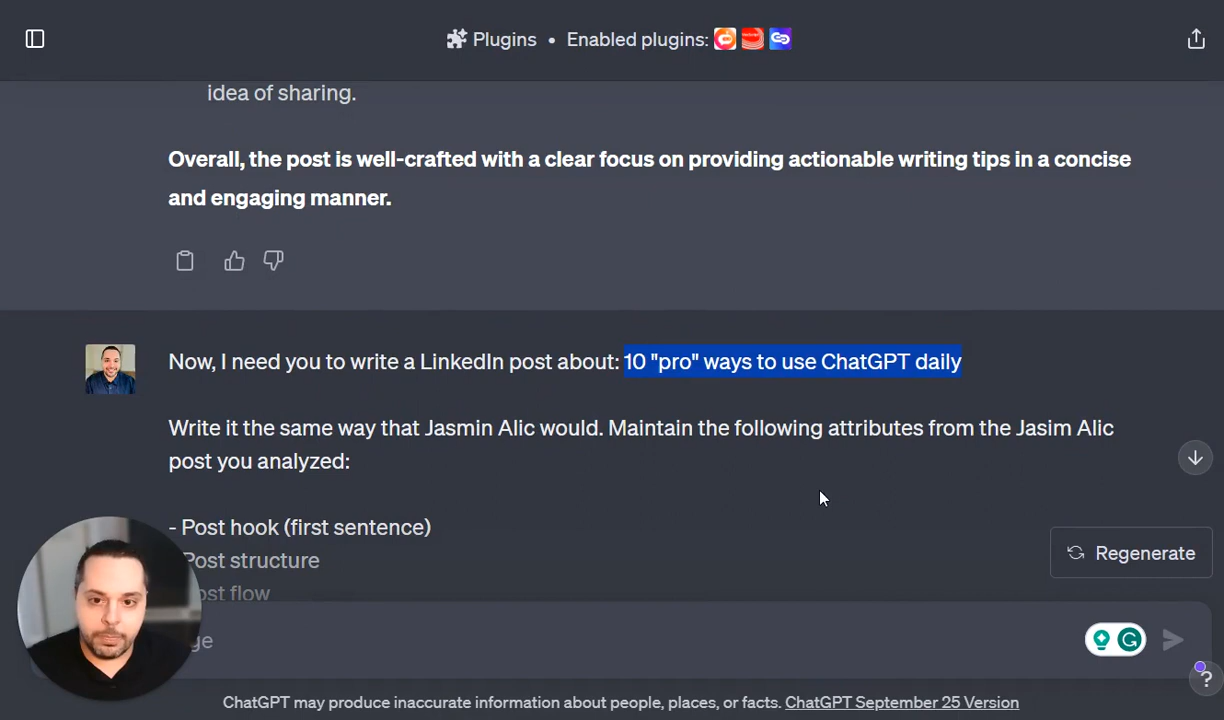 Plugins • Enabled plugins:
idea of sharing.
Overall, the post is well-crafted with a clear focus on providing actionable writing tips in a concise
and engaging manner.
Now, I need you to write a LinkedIn post about: 10 "pro" ways to use ChatGPT daily
Write it the same way that Jasmin Alic would. Maintain the following attributes from the Jasim Alic
post you analyzed:
- Post hook (first sentence)
Post structure
Post flow
Regenerate
ChatGPT may produce inaccurate information about people, places, or facts. ChatGPT September 25 Version
?